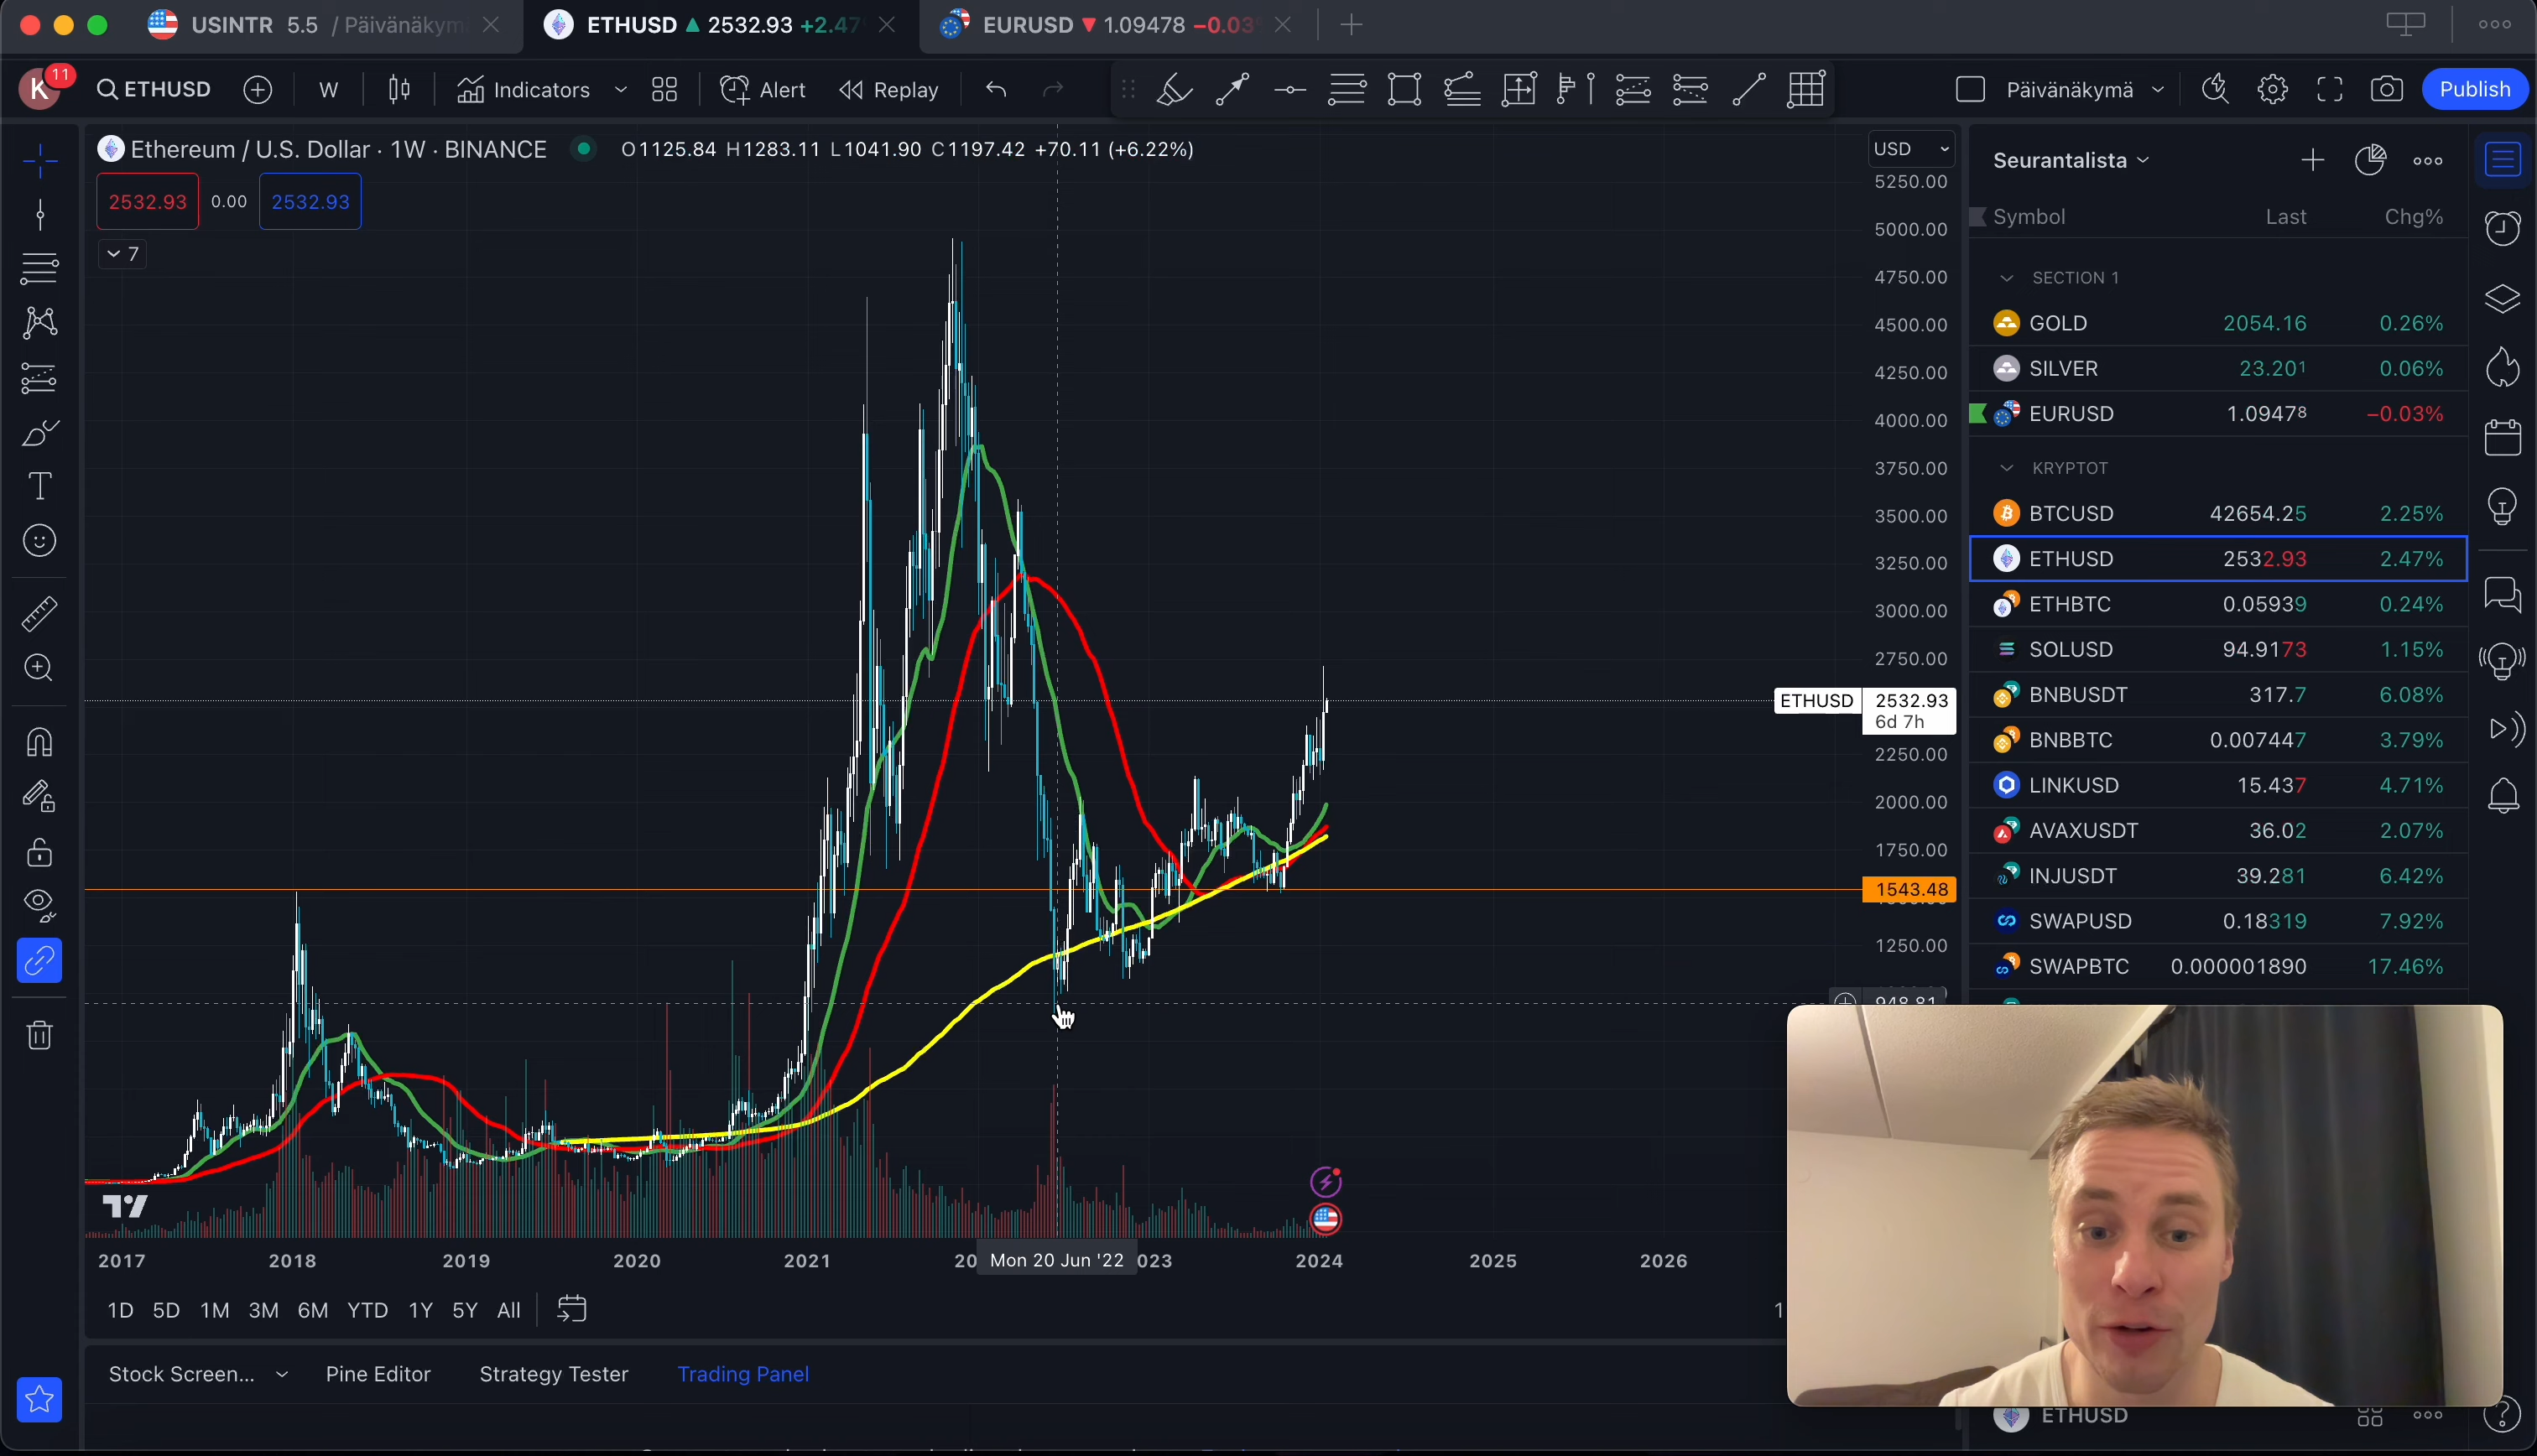 USINTR 5.5 / Päivänäkym
ETHUSD ▲ 2532.93 +2.47
EURUSD ▼ 1.09478 −0.03
K
11
ETHUSD
W
Indicators
Alert
Replay
Päivänäkymä
Publish
Ethereum / U.S. Dollar · 1W · BINANCE
O1125.84 H1283.11 L1041.90 C1197.42 +70.11 (+6.22%)
2532.93 0.00 2532.93
7
USD
5250.00
5000.00
4750.00
4500.00
4250.00
4000.00
3750.00
3500.00
3250.00
3000.00
2750.00
ETHUSD 2532.93
6d 7h
2250.00
2000.00
1750.00
1543.48
1250.00
948.81
2017 2018 2019 2020 2021 20 Mon 20 Jun '22 023 2024 2025 2026
1D 5D 1M 3M 6M YTD 1Y 5Y All
1
Stock Screen... Pine Editor Strategy Tester Trading Panel
Seurantalista
Symbol Last Chg%
SECTION 1
GOLD 2054.16 0.26%
SILVER 23.201 0.06%
EURUSD 1.09478 −0.03%
KRYPTOT
BTCUSD 42654.25 2.25%
ETHUSD 2532.93 2.47%
ETHBTC 0.05939 0.24%
SOLUSD 94.9173 1.15%
BNBUSDT 317.7 6.08%
BNBBTC 0.007447 3.79%
LINKUSD 15.437 4.71%
AVAXUSDT 36.02 2.07%
INJUSDT 39.281 6.42%
SWAPUSD 0.18319 7.92%
SWAPBTC 0.000001890 17.46%
ETHUSD